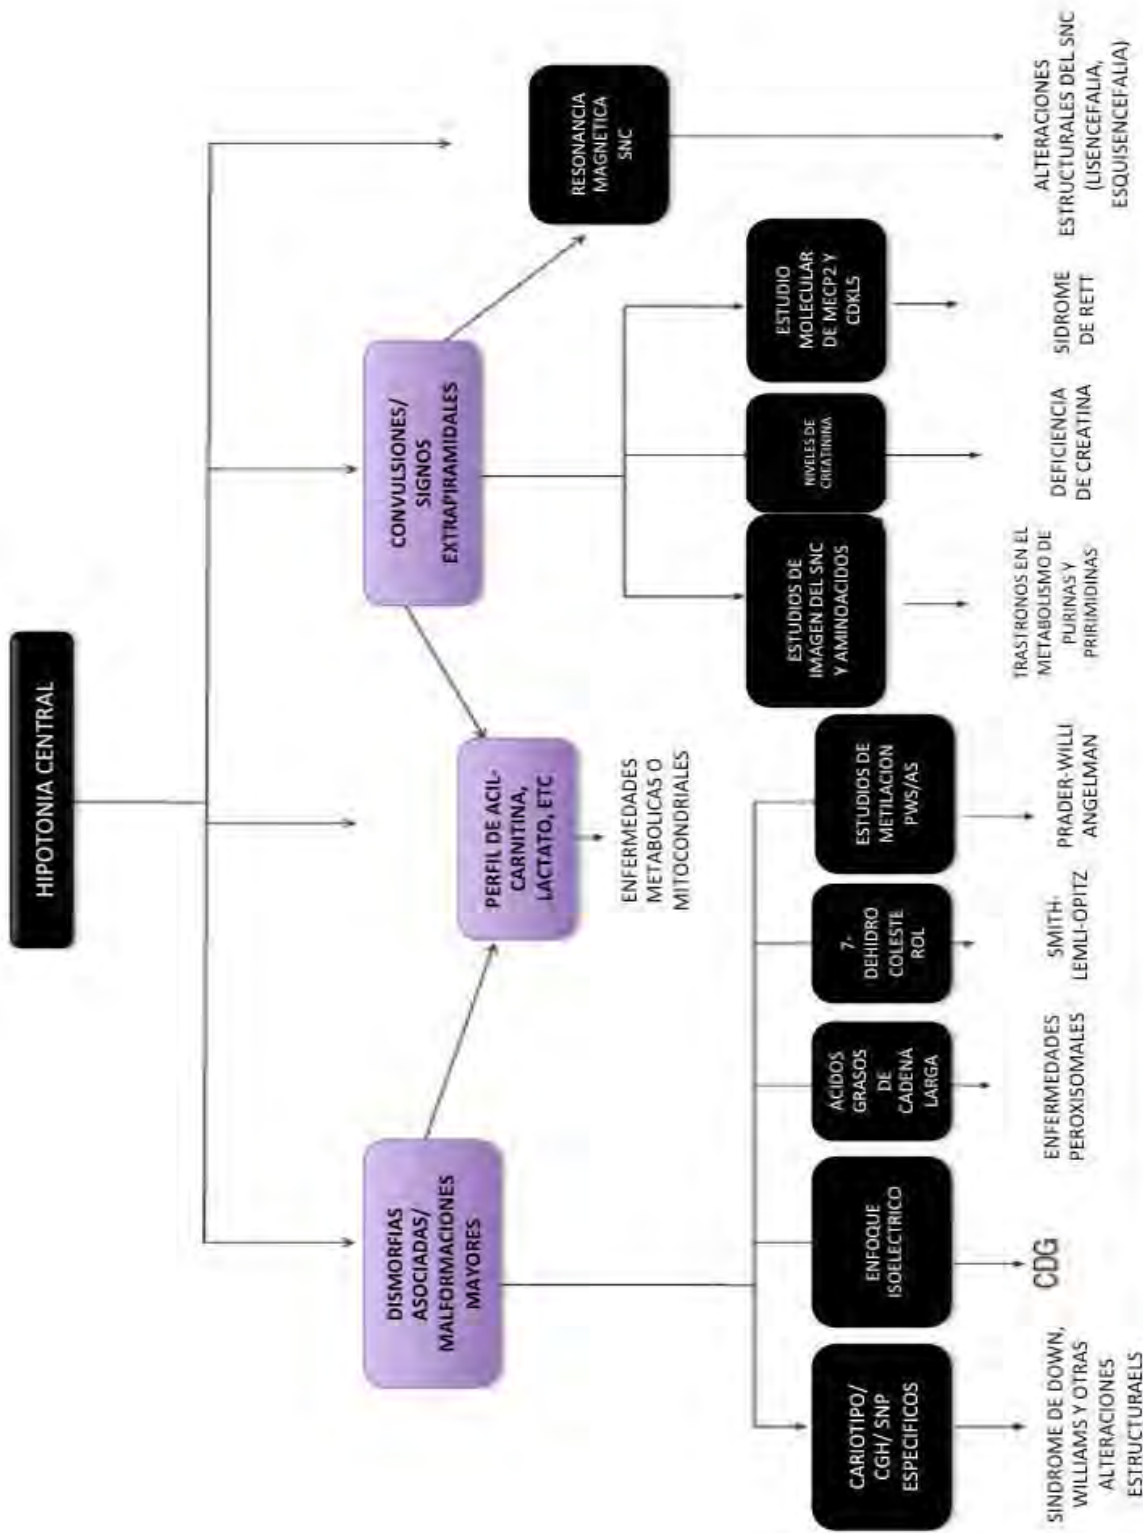 HIPOTONIA CENTRAL
DISMORFIAS
ASOCIADAS/
MALFORMACIONES
MAYORES
PERFIL DE ACIL-
CARNITINA,
LACTATO, ETC
CONVULSIONES/
SIGNOS
EXTRAPIRAMIDALES
RESONANCIA
MAGNETICA
SNC
ENFERMEDADES
METABOLICAS O
MITOCONDRIALES
CARIOTIPO/
CGH/ SNP
ESPECIFICOS
ENFOQUE
ISOELECTRICO
ACIDOS
GRASOS
DE
CADENA
LARGA
7-
DEHIDRO
COLESTE
ROL
ESTUDIOS DE
METILACION
PWS/AS
ESTUDIOS DE
IMAGEN DEL SNC
Y AMINOACIDOS
NIVELES DE
CREATININA
ESTUDIO
MOLECULAR
DE MECP2 Y
CDKL5
SINDROME DE DOWN,
WILLIAMS Y OTRAS
ALTERACIONES
ESTRUCTURAELS
CDG
ENFERMEDADES
PEROXISOMALES
SMITH-
LEMLI-OPITZ
PRADER-WILLI
ANGELMAN
TRASTRONOS EN EL
METABOLISMO DE
PURINAS Y
PRIRIMIDINAS
DEFICIENCIA
DE CREATINA
SIDROME
DE RETT
ALTERACIONES
ESTRUCTURALES DEL SNC
(LISENCEFALIA,
ESQUISENCEFALIA)